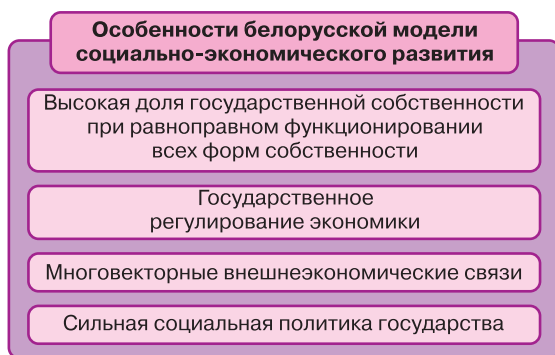 Особенности белорусской модели
социально-экономического развития
Высокая доля государственной собственности
при равноправном функционировании
всех форм собственности
Государственное
регулирование экономики
Многовекторные внешнеэкономические связи
Сильная социальная политика государства